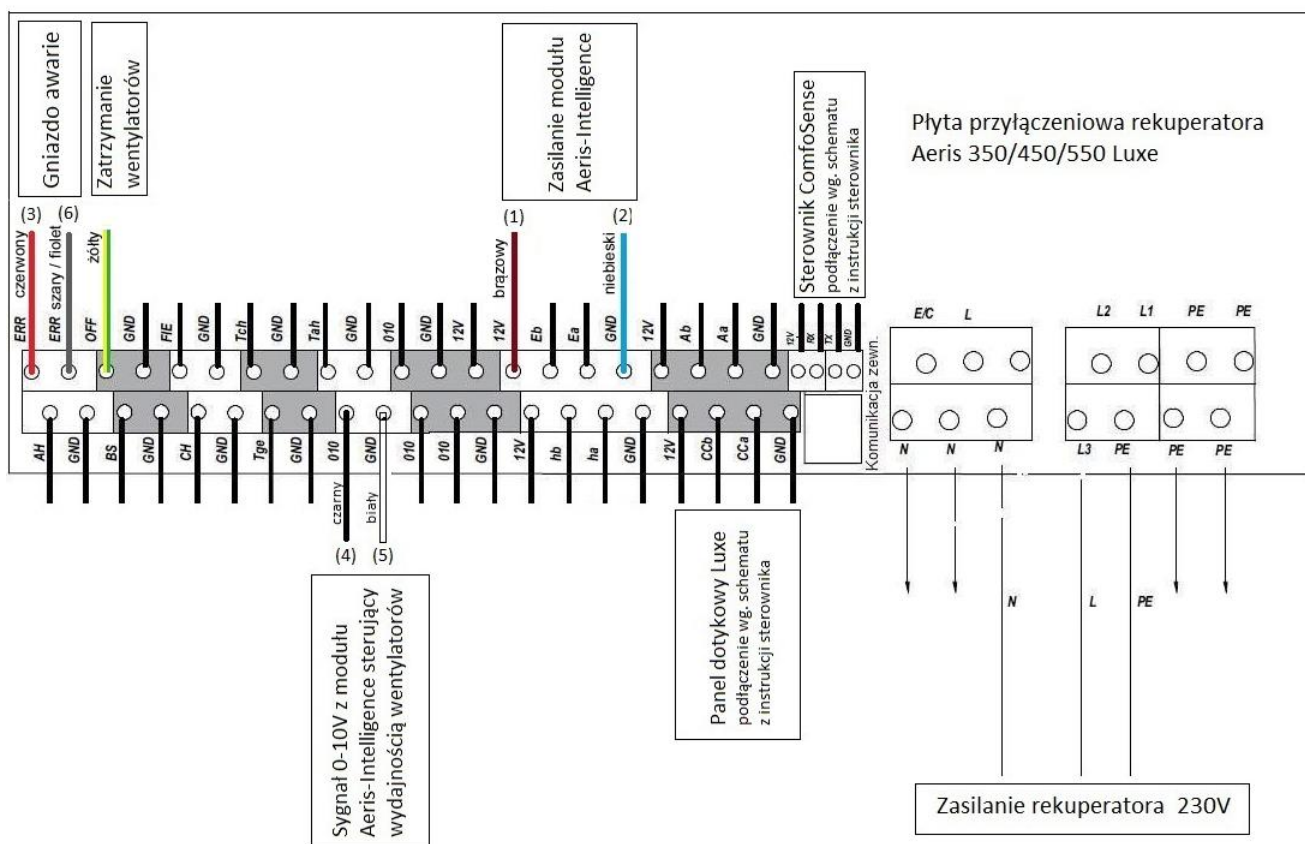 Gniazdo awarie
Zatrzymanie
wentylatorów
Zasilanie modułu
Aeris-Intelligence
Sterownik ComfoSense
podłączenie wg. schematu
z instrukcji sterownika
Płyta przyłączeniowa rekuperatora
Aeris 350/450/550 Luxe
(3)
(6)
(1)
(2)
czerwony
szary / fiolet
żółty
brązowy
niebieski
ERR
ERR
OFF
GND
FIE
GND
Tch
GND
Tah
GND
010
GND
12V
12V
Eb
Ea
GND
12V
Ab
Aa
GND
12V
RX
TX
GND
Komunikacja zewn.
E/C L
L2 L1 PE PE
AH
GND
BS
GND
CH
GND
Tge
GND
010
GND
010
010
GND
12V
hb
ha
GND
12V
CCb
CCa
GND
N N N
L3 PE PE PE
czarny
biały
(4)
(5)
Sygnał 0-10V z modułu
Aeris-Intelligence sterujący
wydajnością wentylatorów
Panel dotykowy Luxe
podłączenie wg. schematu
z instrukcji sterownika
N L PE
Zasilanie rekuperatora 230V